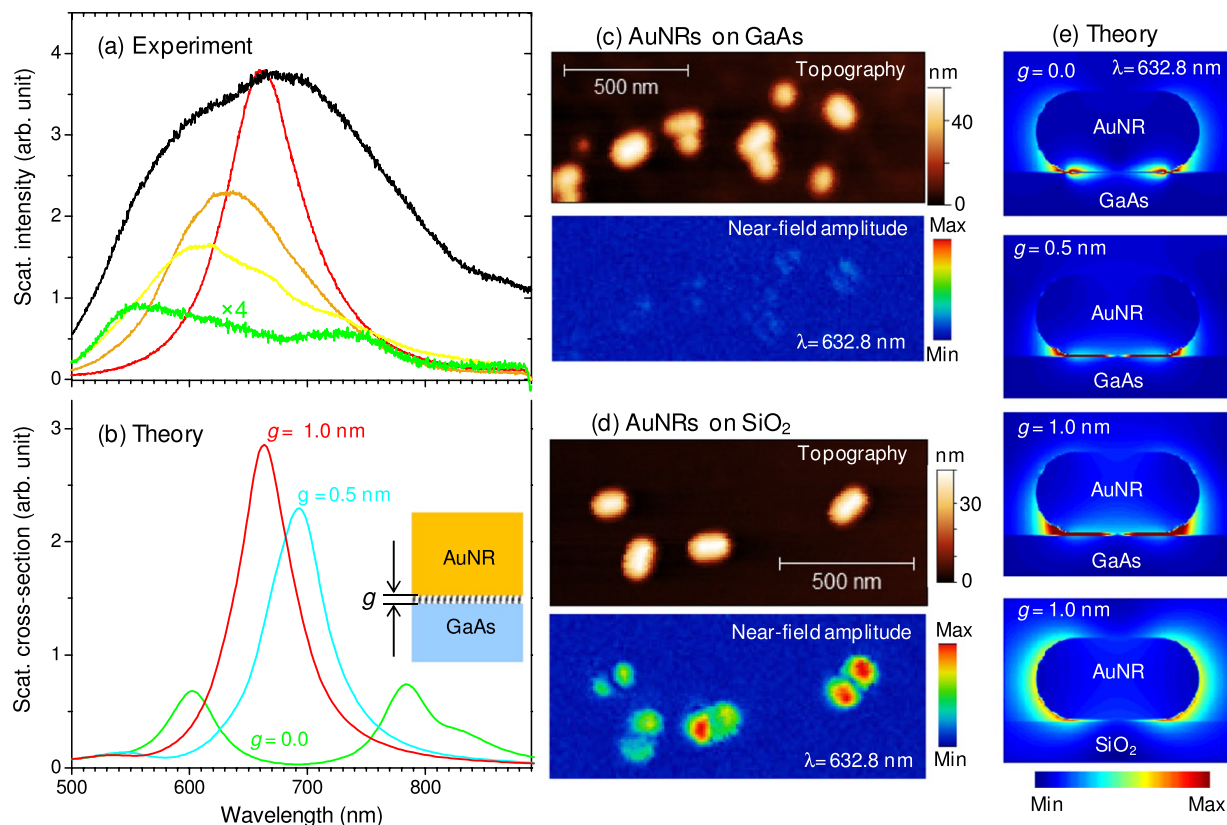 (a) Experiment
Scat. intensity (arb. unit)
4
3
2
1
0
×4
(b) Theory
Scat. cross-section (arb. unit)
3
2
1
0
g= 1.0 nm
g=0.5 nm
g=0.0
g
AuNR
GaAs
500
600
700
800
Wavelength (nm)
(c) AuNRs on GaAs
500 nm
Topography
nm
40
0
Near-field amplitude
λ=632.8 nm
Max
Min
(d) AuNRs on SiO₂
Topography
500 nm
nm
30
0
Near-field amplitude
λ=632.8 nm
Max
Min
(e) Theory
g=0.0
λ=632.8 nm
AuNR
GaAs
g=0.5 nm
AuNR
GaAs
g=1.0 nm
AuNR
GaAs
g=1.0 nm
AuNR
SiO₂
Min
Max